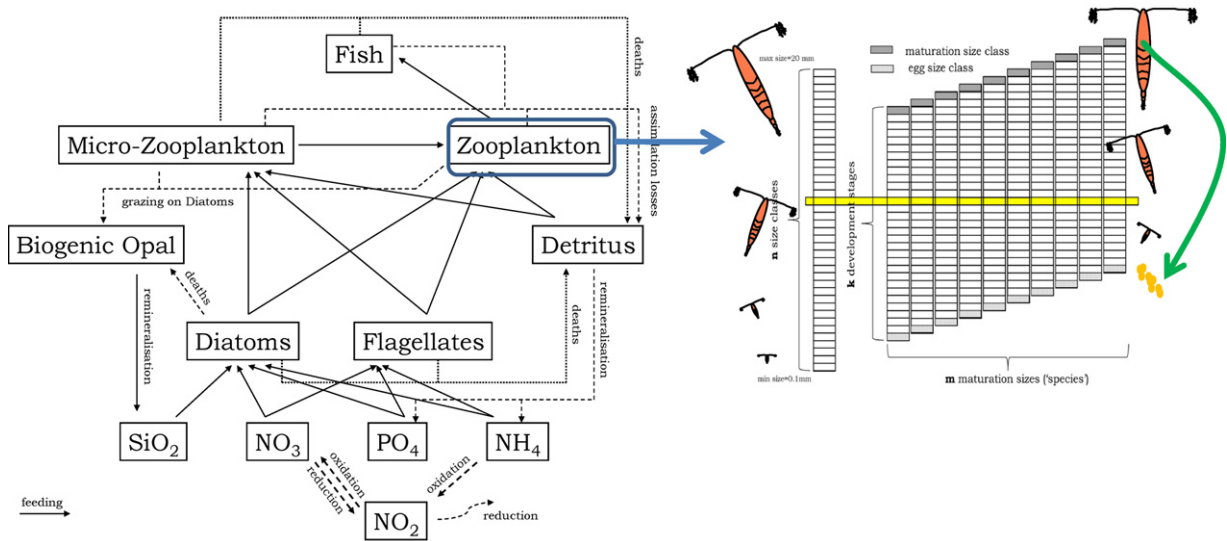 Fish
deaths
Micro-Zooplankton
Zooplankton
assimilation losses
grazing on Diatoms
Biogenic Opal
Detritus
deaths
remineralisation
remineralisation
deaths
Diatoms
Flagellates
SiO2
NO3
PO4
NH4
oxidation
reduction
oxidation
NO2
reduction
feeding
max size=20 mm
maturation size class
egg size class
n size classes
k development stages
min size=0.1mm
m maturation sizes ('species')